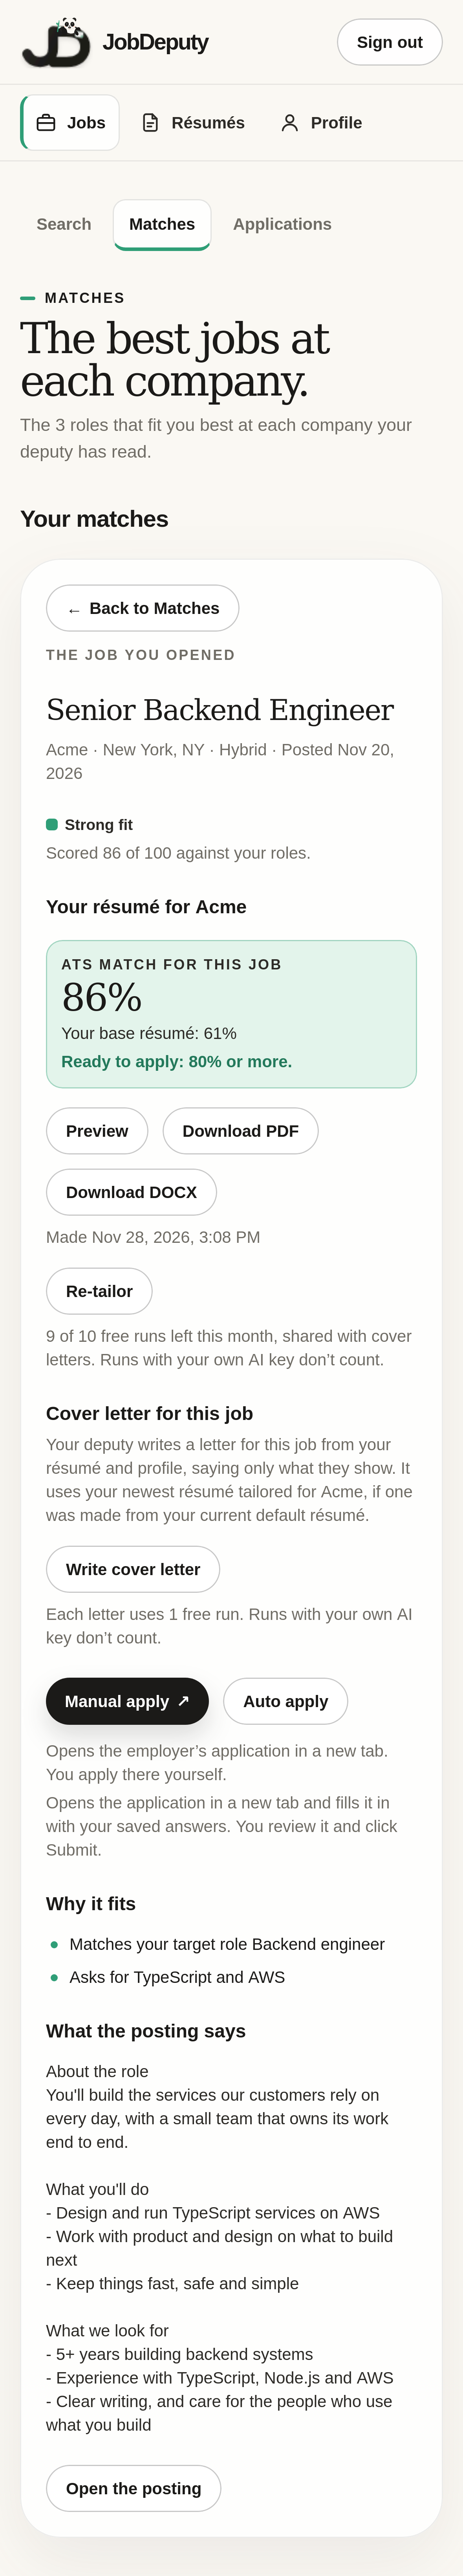 JD JobDeputy
Sign out
Jobs
Résumés
Profile
Search
Matches
Applications
MATCHES
The best jobs at
each company.
The 3 roles that fit you best at each company your
deputy has read.
Your matches
← Back to Matches
THE JOB YOU OPENED
Senior Backend Engineer
Acme · New York, NY · Hybrid · Posted Nov 20,
2026
Strong fit
Scored 86 of 100 against your roles.
Your résumé for Acme
ATS MATCH FOR THIS JOB
86%
Your base résumé: 61%
Ready to apply: 80% or more.
Preview
Download PDF
Download DOCX
Made Nov 28, 2026, 3:08 PM
Re-tailor
9 of 10 free runs left this month, shared with cover
letters. Runs with your own AI key don’t count.
Cover letter for this job
Your deputy writes a letter for this job from your
résumé and profile, saying only what they show. It
uses your newest résumé tailored for Acme, if one
was made from your current default résumé.
Write cover letter
Each letter uses 1 free run. Runs with your own AI
key don’t count.
Manual apply ↗
Auto apply
Opens the employer’s application in a new tab.
You apply there yourself.
Opens the application in a new tab and fills it in
with your saved answers. You review it and click
Submit.
Why it fits
Matches your target role Backend engineer
Asks for TypeScript and AWS
What the posting says
About the role
You'll build the services our customers rely on
every day, with a small team that owns its work
end to end.
What you'll do
- Design and run TypeScript services on AWS
- Work with product and design on what to build
next
- Keep things fast, safe and simple
What we look for
- 5+ years building backend systems
- Experience with TypeScript, Node.js and AWS
- Clear writing, and care for the people who use
what you build
Open the posting